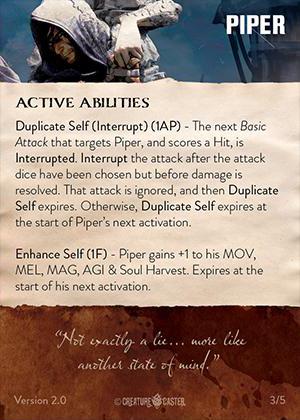 PIPER
ACTIVE ABILITIES
Duplicate Self (Interrupt) (1AP) - The next Basic
Attack that targets Piper, and scores a Hit, is
Interrupted. Interrupt the attack after the attack
dice have been chosen but before damage is
resolved. That attack is ignored, and then Duplicate
Self expires. Otherwise, Duplicate Self expires at
the start of Piper's next activation.
Enhance Self (1F) - Piper gains +1 to his MOV,
MEL, MAG, AGI & Soul Harvest. Expires at the
start of his next activation.
"Not exactly a lie... more like
another state of mind."
Version 2.0
© CREATURE CASTER
3/5